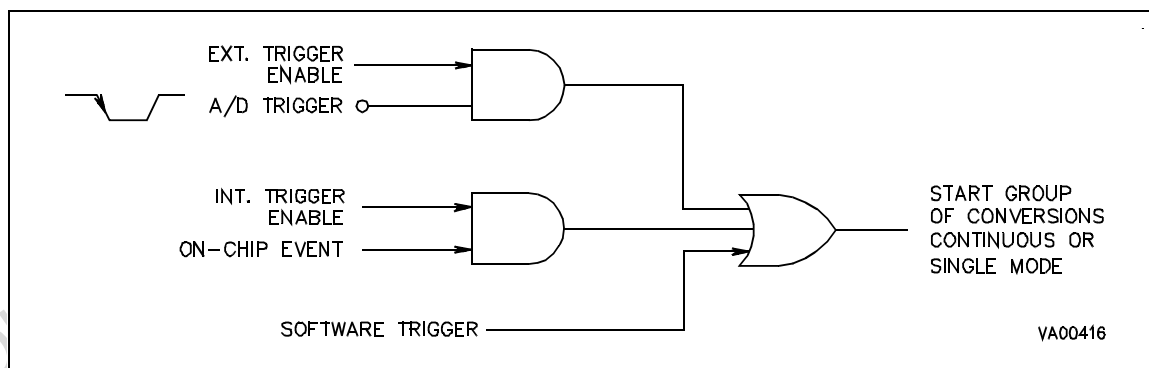 EXT. TRIGGER
ENABLE
A/D TRIGGER
INT. TRIGGER
ENABLE
ON-CHIP EVENT
SOFTWARE TRIGGER
START GROUP
OF CONVERSIONS
CONTINUOUS OR
SINGLE MODE
VA00416